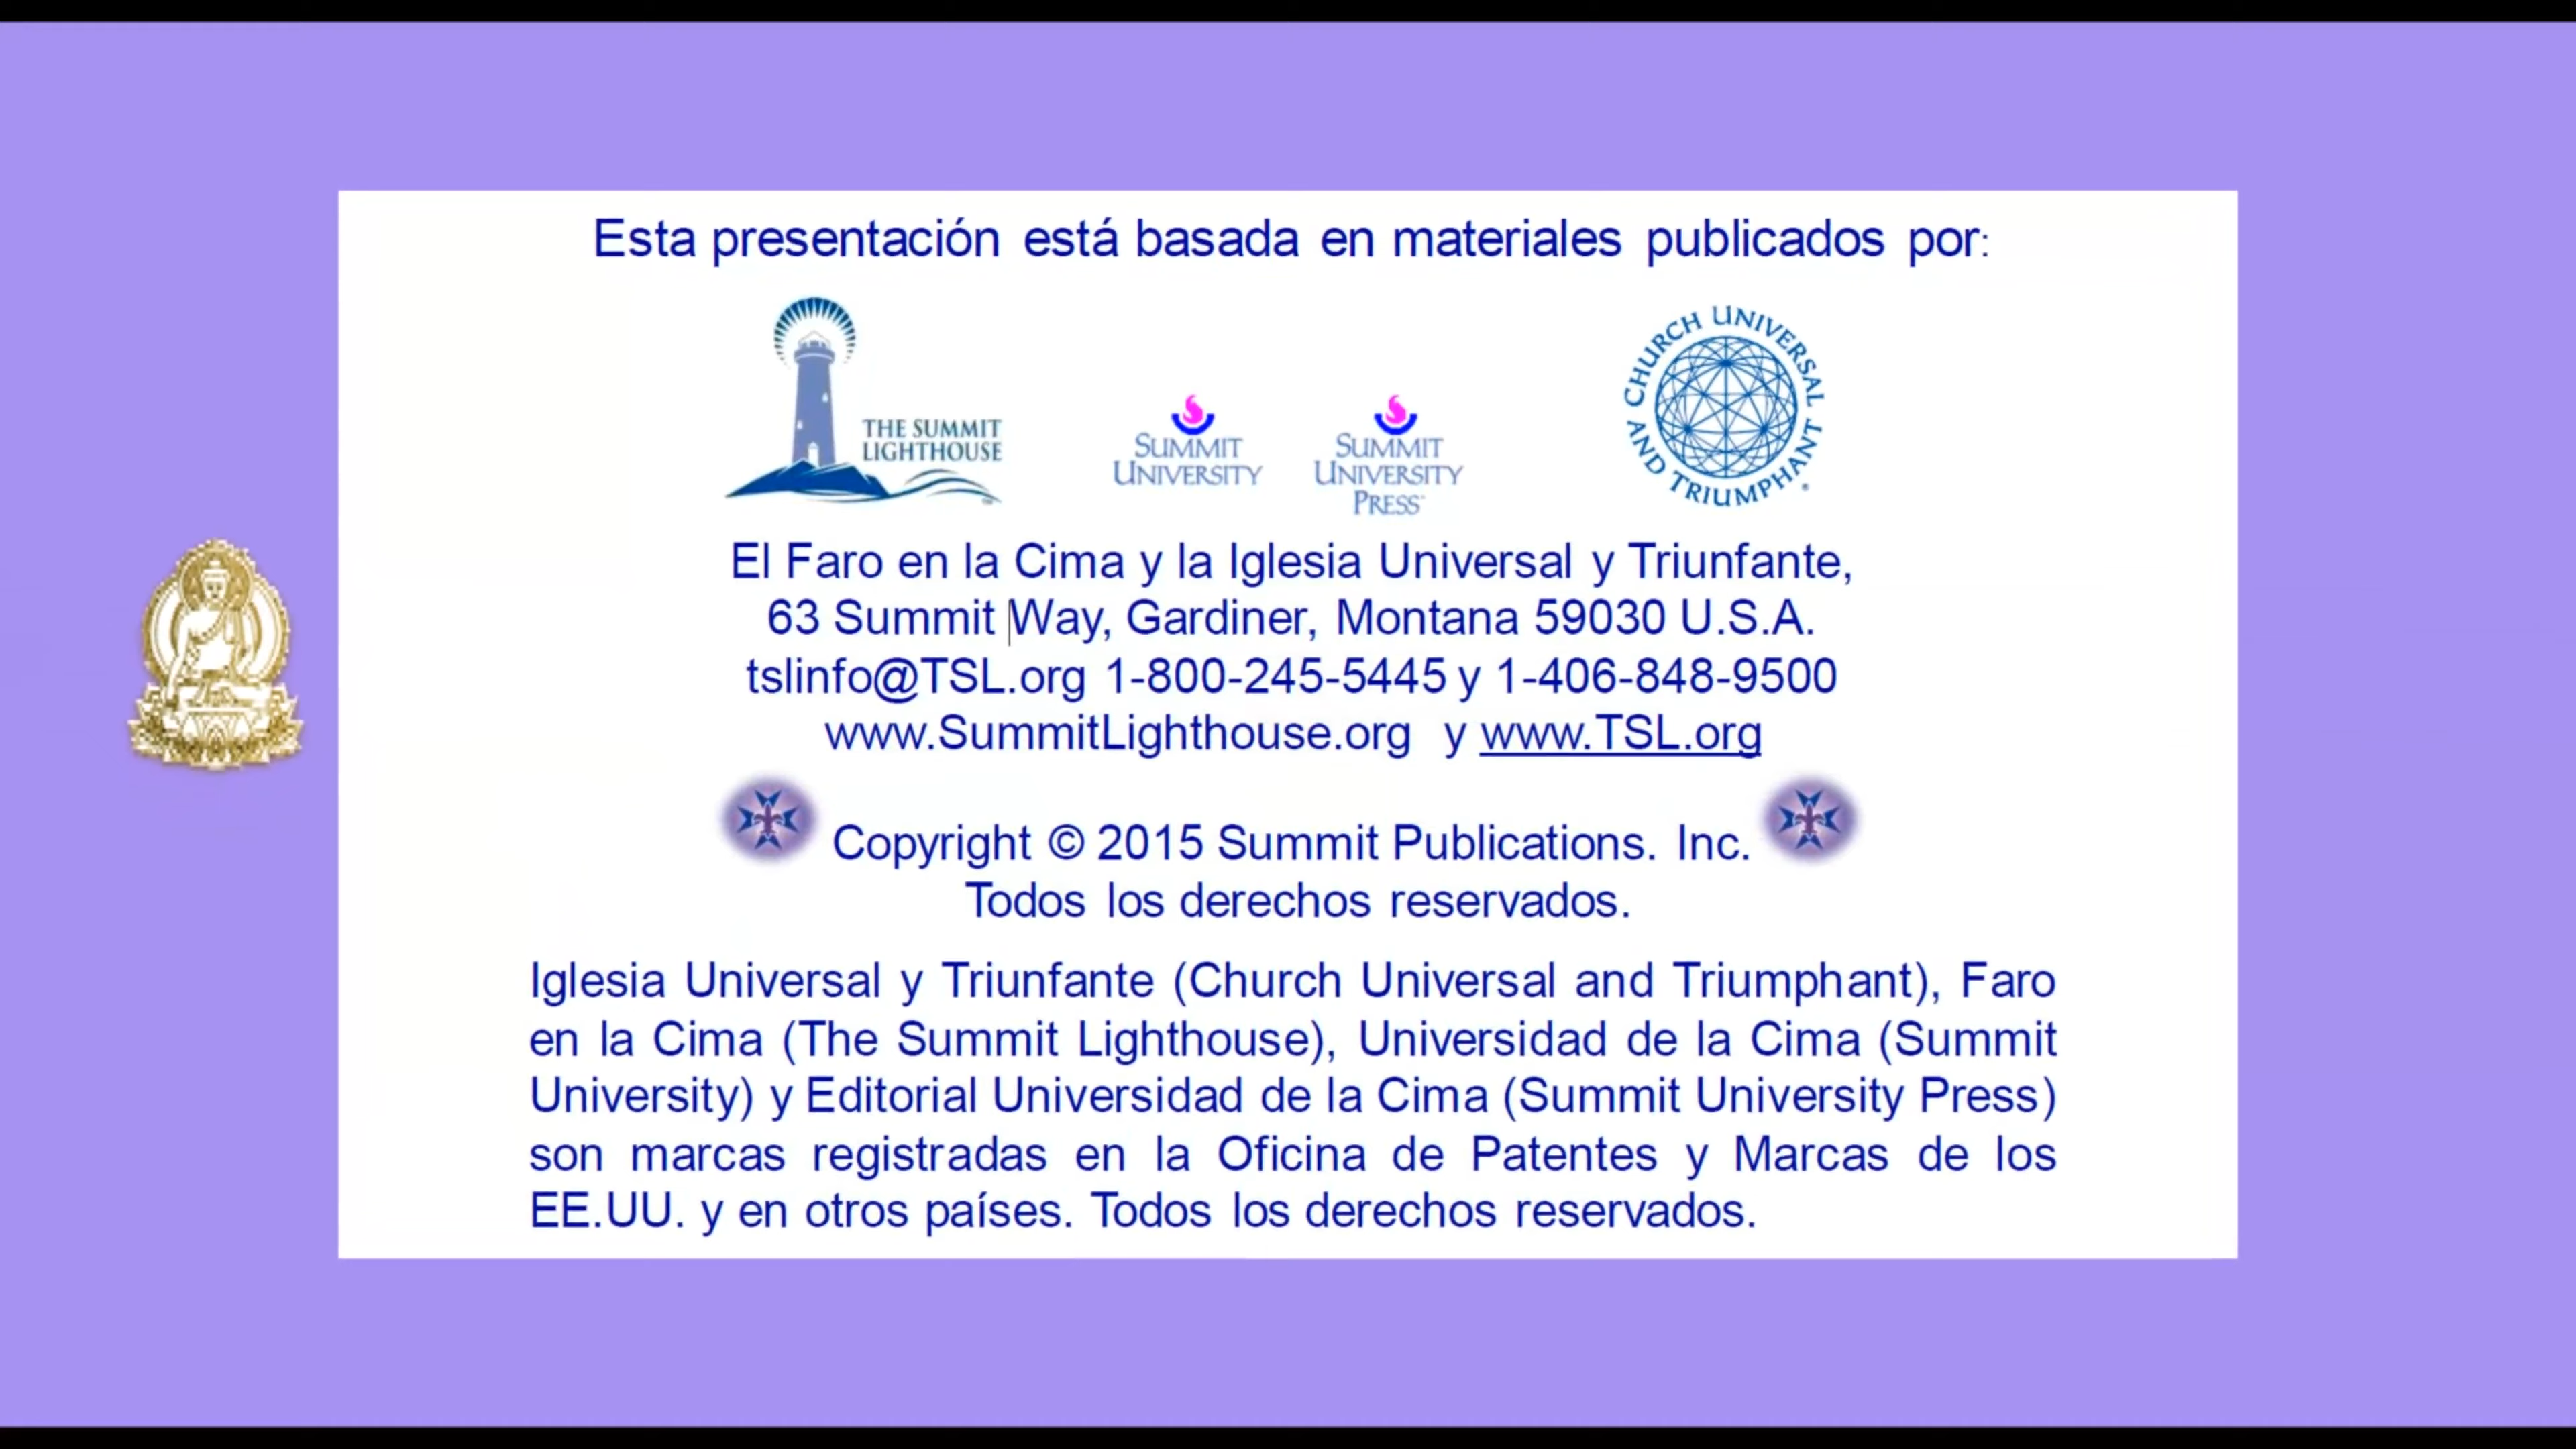 Esta presentación está basada en materiales publicados por:
THE SUMMIT
LIGHTHOUSE
SUMMIT
UNIVERSITY
SUMMIT
UNIVERSITY
PRESS
CHURCH UNIVERSAL
AND TRIUMPHANT
El Faro en la Cima y la Iglesia Universal y Triunfante,
63 Summit Way, Gardiner, Montana 59030 U.S.A.
tslinfo@TSL.org 1-800-245-5445 y 1-406-848-9500
www.SummitLighthouse.org y www.TSL.org
Copyright © 2015 Summit Publications. Inc.
Todos los derechos reservados.
Iglesia Universal y Triunfante (Church Universal and Triumphant), Faro
en la Cima (The Summit Lighthouse), Universidad de la Cima (Summit
University) y Editorial Universidad de la Cima (Summit University Press)
son marcas registradas en la Oficina de Patentes y Marcas de los
EE.UU. y en otros países. Todos los derechos reservados.